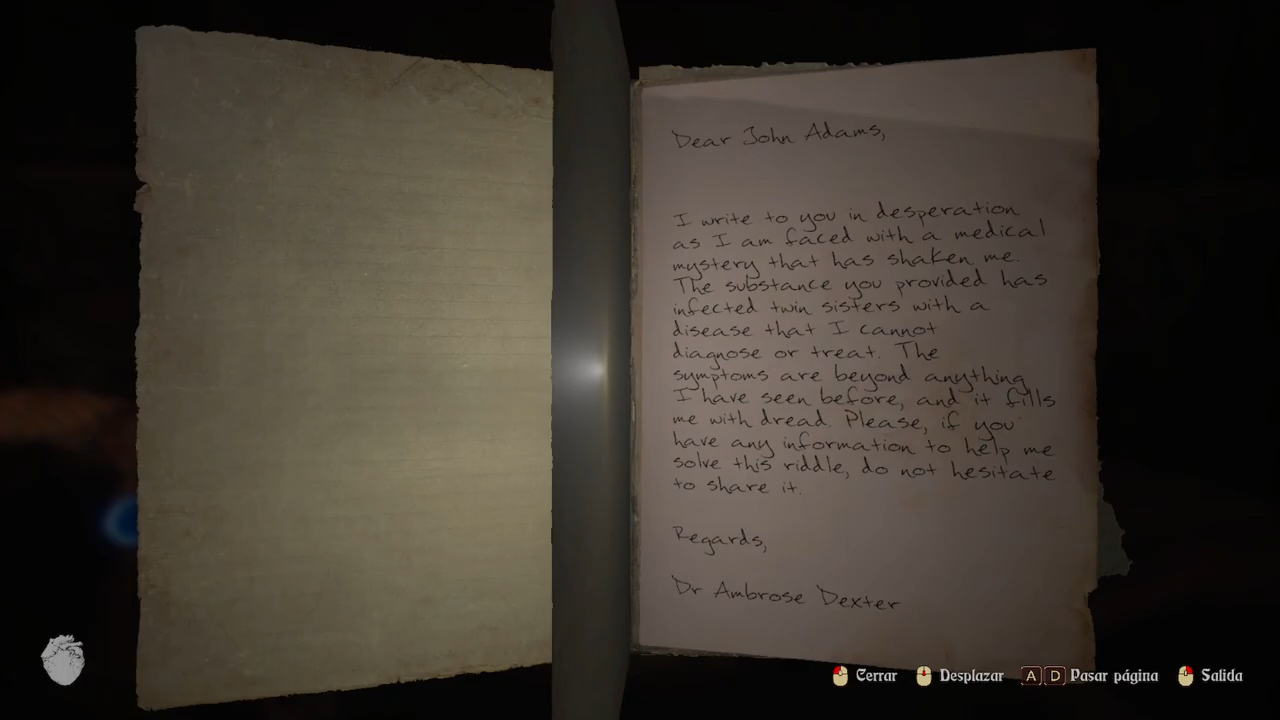 Dear John Adams,
I write to you in desperation
as I am faced with a medical
mystery that has shaken me.
The substance you provided has
infected twin sisters with a
disease that I cannot
diagnose or treat. The
symptoms are beyond anything
I have seen before, and it fills
me with dread. Please, if you
have any information to help me
solve this riddle, do not hesitate
to share it.
Regards,
Dr Ambrose Dexter
Cerrar Desplazar A D Pasar página Salida